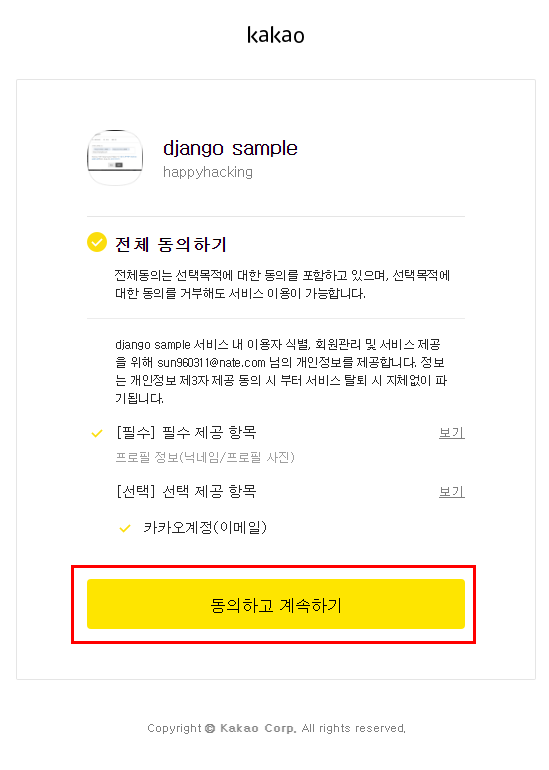 kakao
django sample
happyhacking
전체 동의하기
전체동의는 선택목적에 대한 동의를 포함하고 있으며, 선택목적에
대한 동의를 거부해도 서비스 이용이 가능합니다.
django sample 서비스 내 이용자 식별, 회원관리 및 서비스 제공
을 위해 sun960311@nate.com 님의 개인정보를 제공합니다. 정보
는 개인정보 제3자 제공 동의 시 부터 서비스 탈퇴 시 지체없이 파
기됩니다.
[필수] 필수 제공 항목 보기
프로필 정보(닉네임/프로필 사진)
[선택] 선택 제공 항목 보기
카카오계정(이메일)
동의하고 계속하기
Copyright © Kakao Corp. All rights reserved.